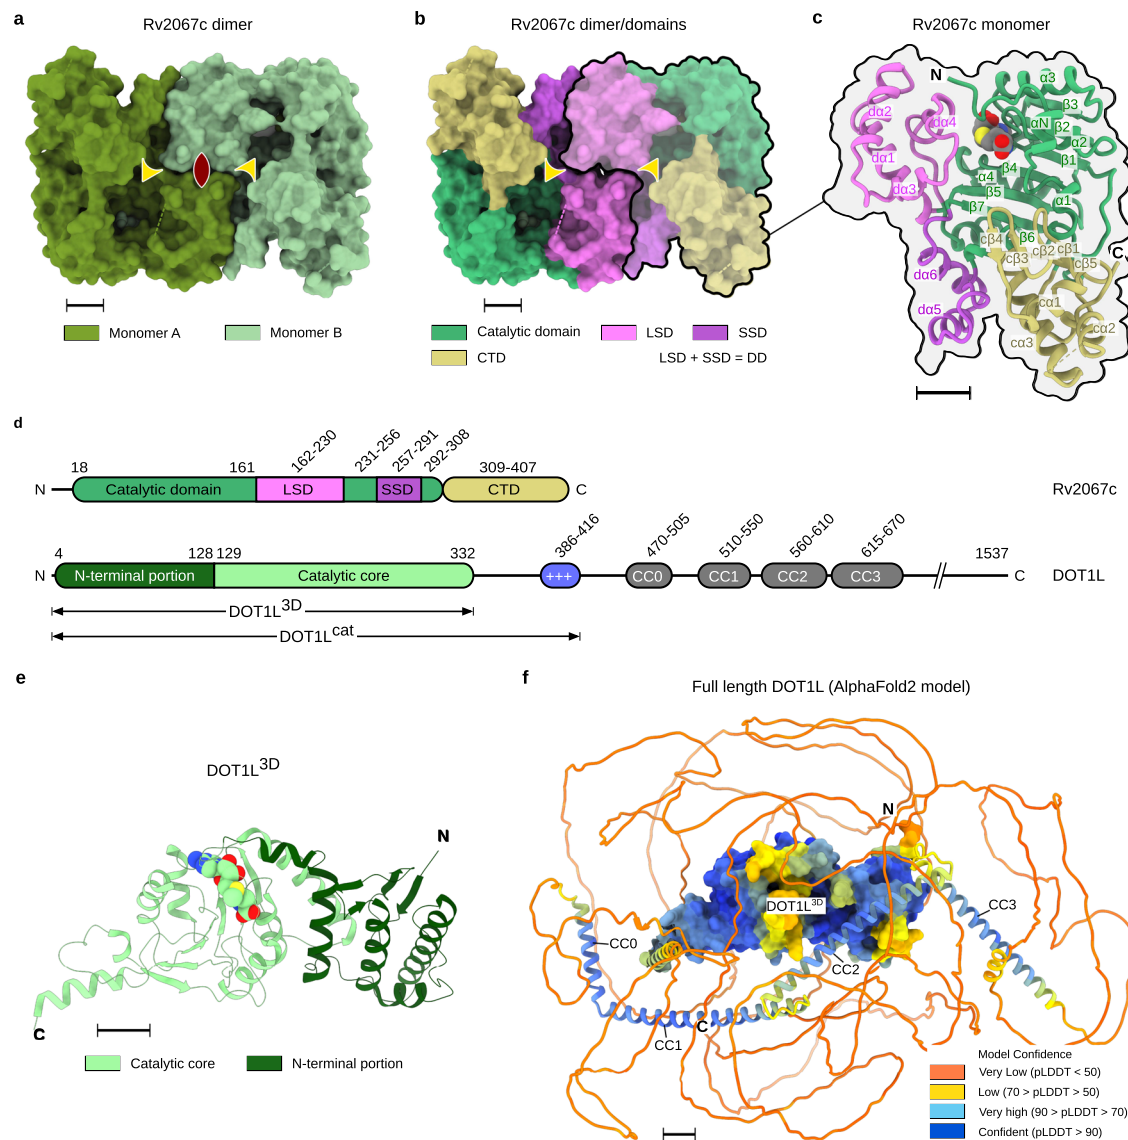 a
Rv2067c dimer
Monomer A
Monomer B
b
Rv2067c dimer/domains
Catalytic domain
LSD
SSD
CTD
LSD + SSD = DD
c
Rv2067c monomer
N
α3
dα2
β3
dα4
αN
β2
α2
dα1
β1
β4
α4
dα3
β5
α1
β7
β6
cβ4
cβ2
cβ1
C
cβ3
cβ5
dα6
cα1
dα5
cα2
cα3
d
18
161
162-230
231-256
257-291
292-308
309-407
N
Catalytic domain
LSD
SSD
CTD
C
Rv2067c
4
128
129
332
386-416
470-505
510-550
560-610
615-670
1537
N
N-terminal portion
Catalytic core
+++
CC0
CC1
CC2
CC3
C
DOT1L
DOT1L3D
DOT1Lcat
e
DOT1L3D
N
C
Catalytic core
N-terminal portion
f
Full length DOT1L (AlphaFold2 model)
N
DOT1L3D
CC3
CC0
CC2
C
CC1
Model Confidence
Very Low (pLDDT < 50)
Low (70 > pLDDT > 50)
Very high (90 > pLDDT > 70)
Confident (pLDDT > 90)